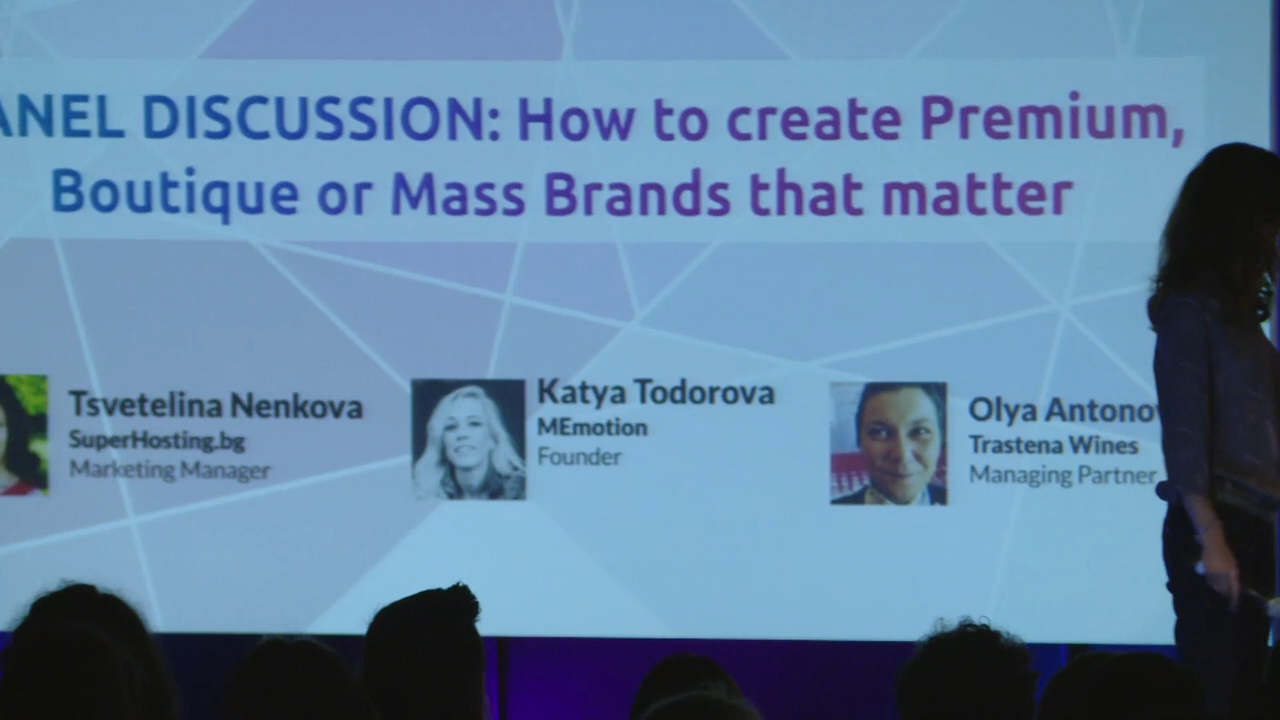 ANEL DISCUSSION: How to create Premium,
Boutique or Mass Brands that matter
Tsvetelina Nenkova
SuperHosting.bg
Marketing Manager
Katya Todorova
MEmotion
Founder
Olya Antonov
Trastena Wines
Managing Partner